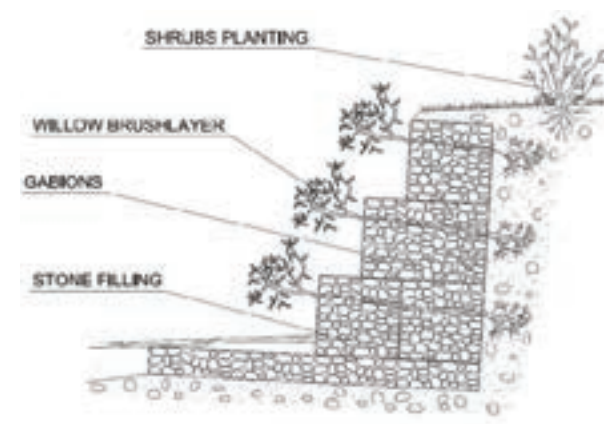 SHRUBS PLANTING
WILLOW BRUSHLAYER
GABIONS
STONE FILLING